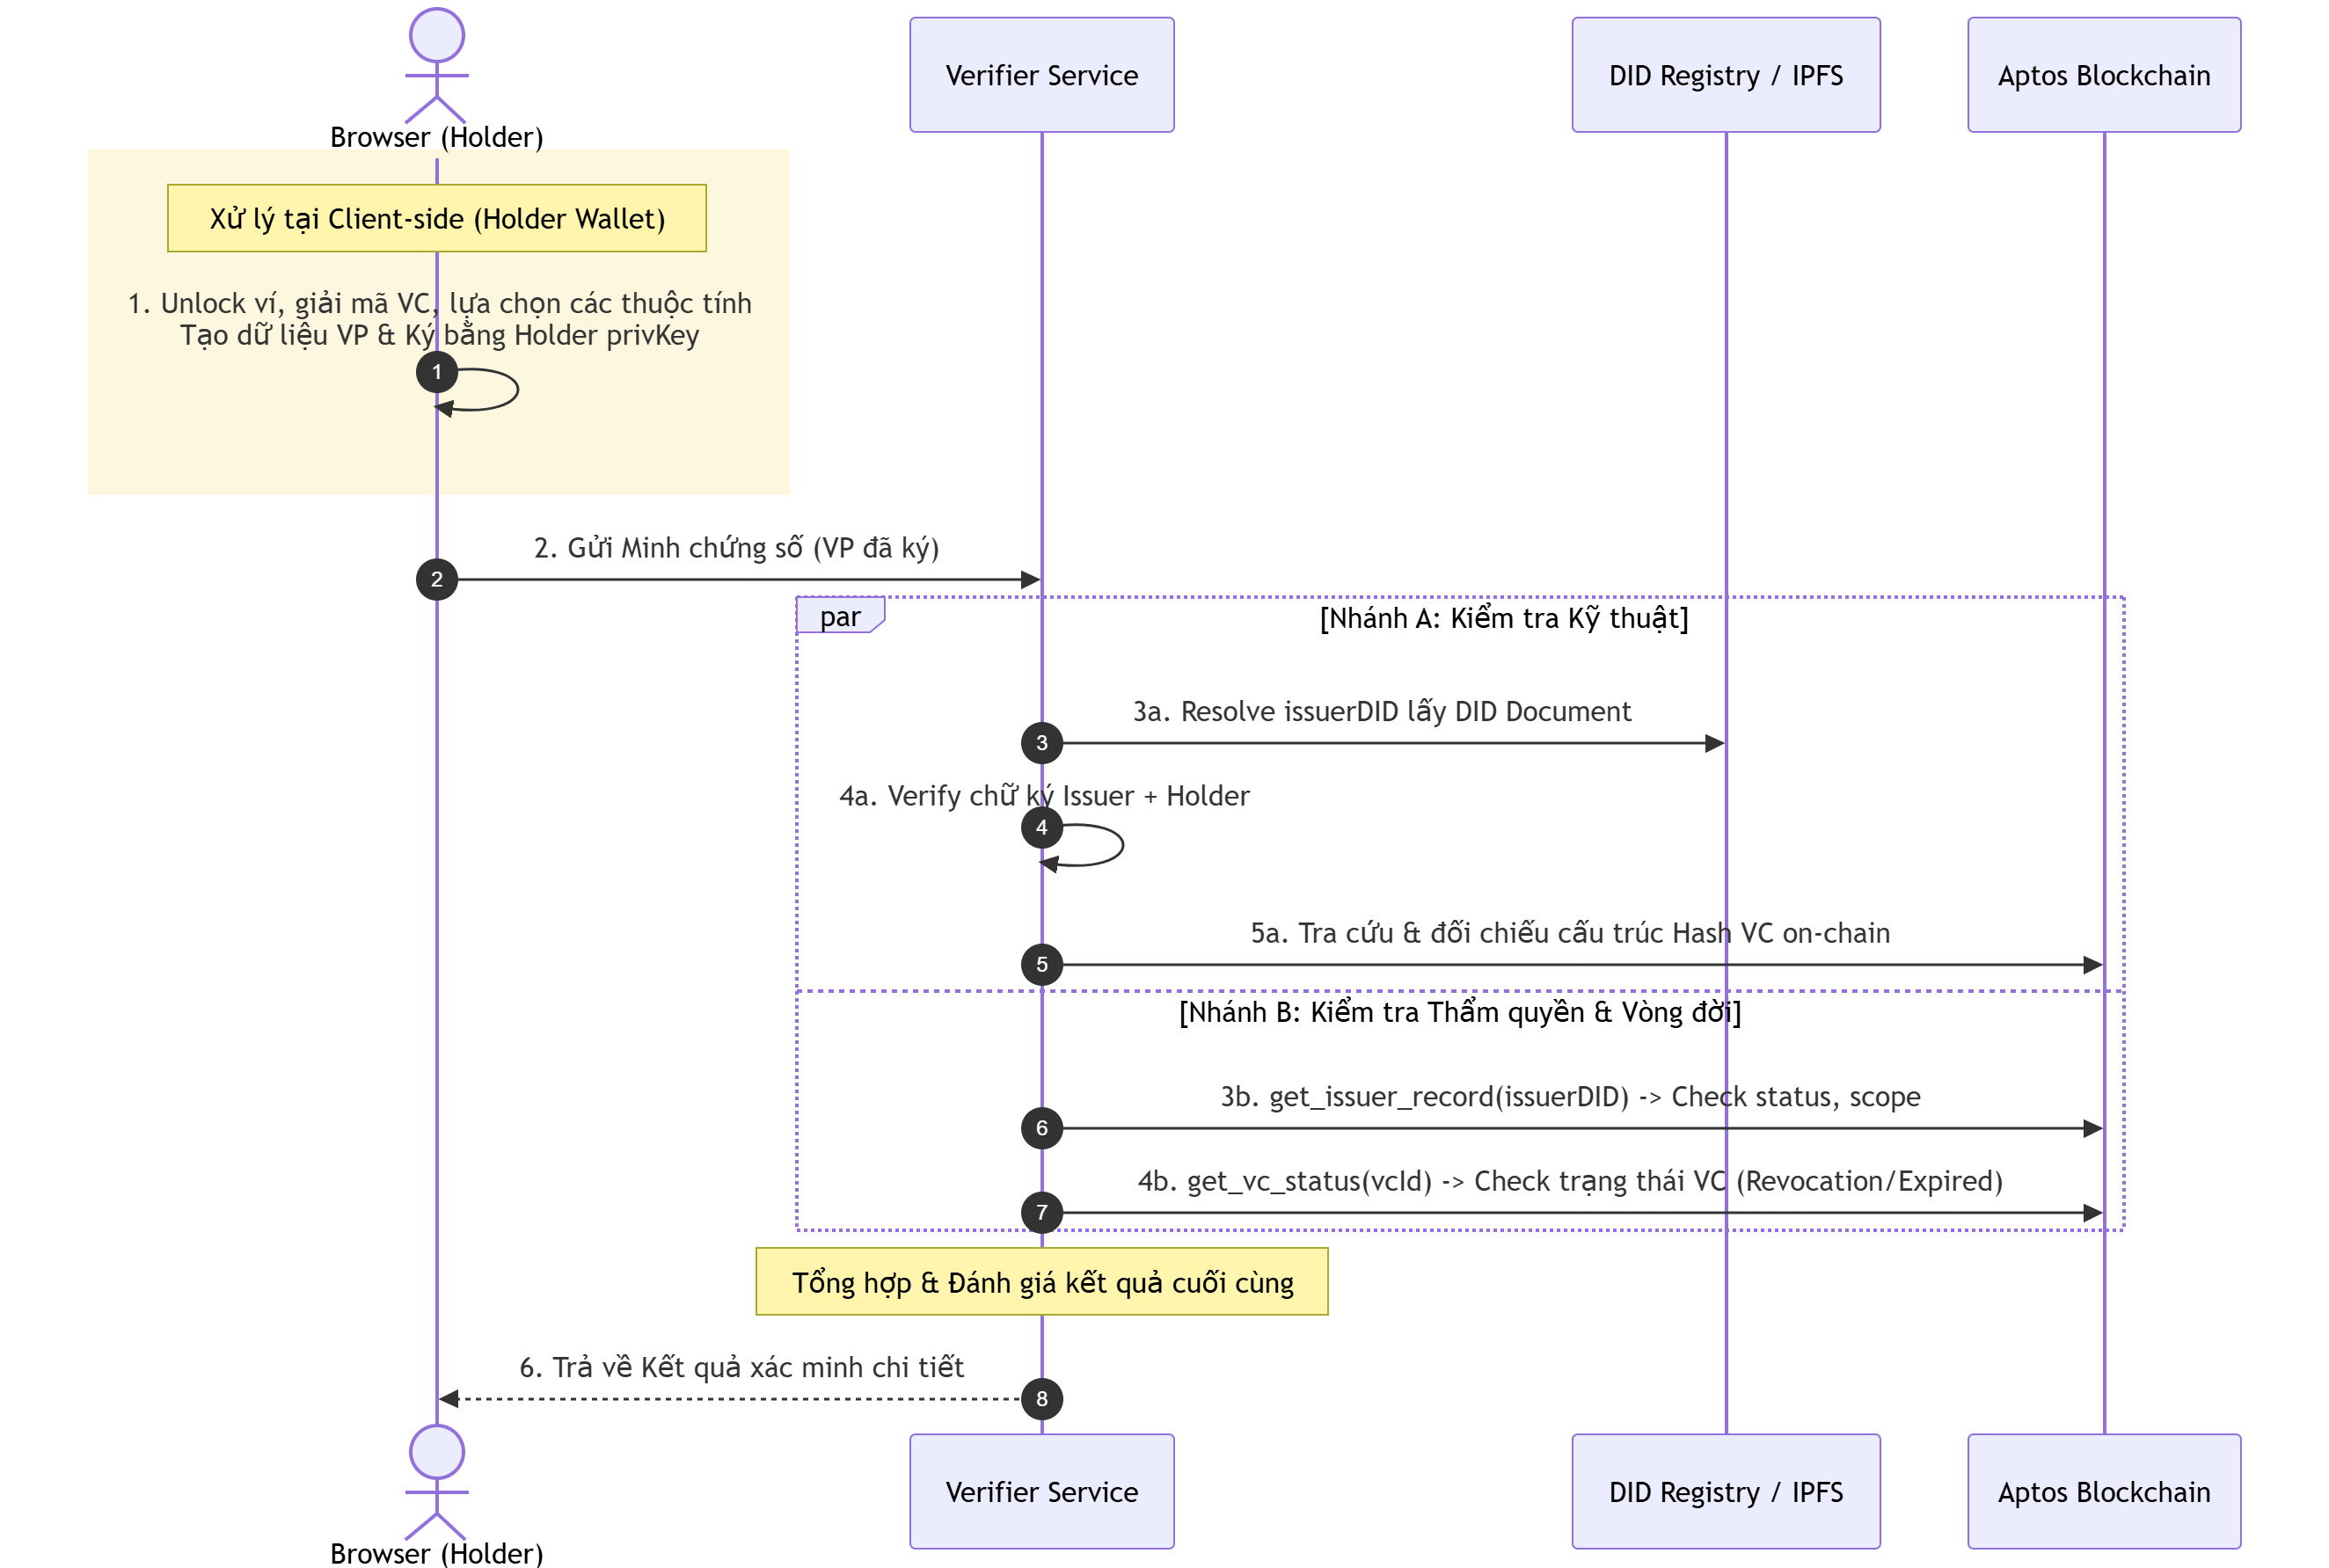 Browser (Holder)
Verifier Service
DID Registry / IPFS
Aptos Blockchain
Xử lý tại Client-side (Holder Wallet)
1. Unlock ví, giải mã VC, lựa chọn các thuộc tính
Tạo dữ liệu VP & Ký bằng Holder privKey
1
2. Gửi Minh chứng số (VP đã ký)
2
par
[Nhánh A: Kiểm tra Kỹ thuật]
3a. Resolve issuerDID lấy DID Document
3
4a. Verify chữ ký Issuer + Holder
4
5a. Tra cứu & đối chiếu cấu trúc Hash VC on-chain
5
[Nhánh B: Kiểm tra Thẩm quyền & Vòng đời]
3b. get_issuer_record(issuerDID) -> Check status, scope
6
4b. get_vc_status(vcId) -> Check trạng thái VC (Revocation/Expired)
7
Tổng hợp & Đánh giá kết quả cuối cùng
6. Trả về Kết quả xác minh chi tiết
8
Browser (Holder)
Verifier Service
DID Registry / IPFS
Aptos Blockchain